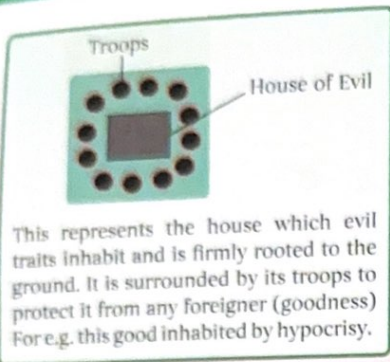 Troops
House of Evil
This represents the house which evil
traits inhabit and is firmly rooted to the
ground. It is surrounded by its troops to
protect it from any foreigner (goodness)
For e.g. this good inhabited by hypocrisy.